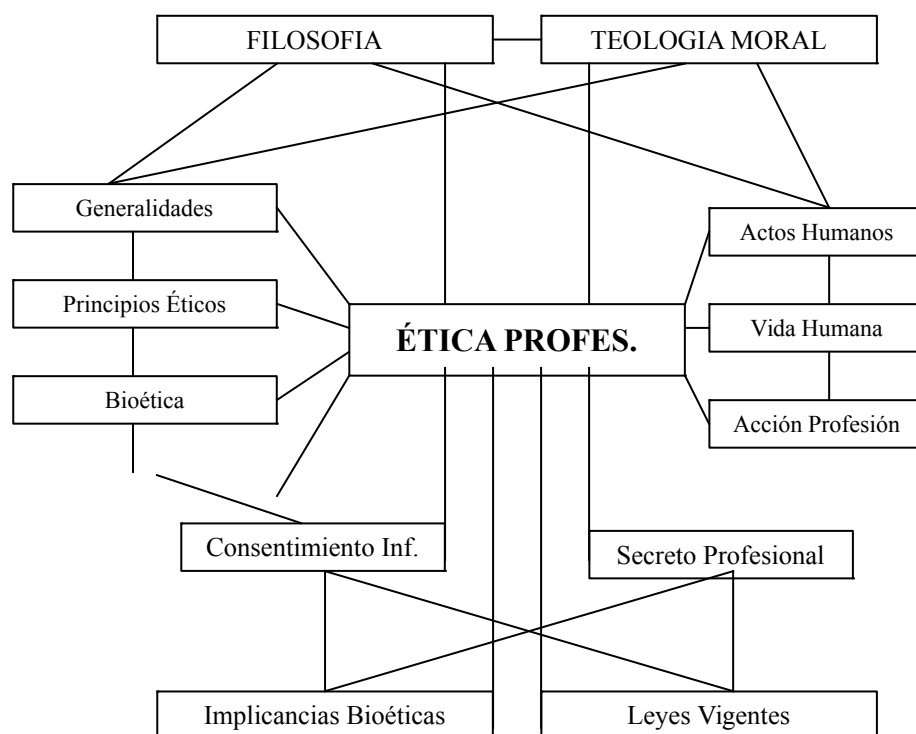 FILOSOFIA
TEOLOGIA MORAL
Generalidades
Actos Humanos
Principios Éticos
ÉTICA PROFES.
Vida Humana
Bioética
Acción Profesión
Consentimiento Inf.
Secreto Profesional
Implicancias Bioéticas
Leyes Vigentes